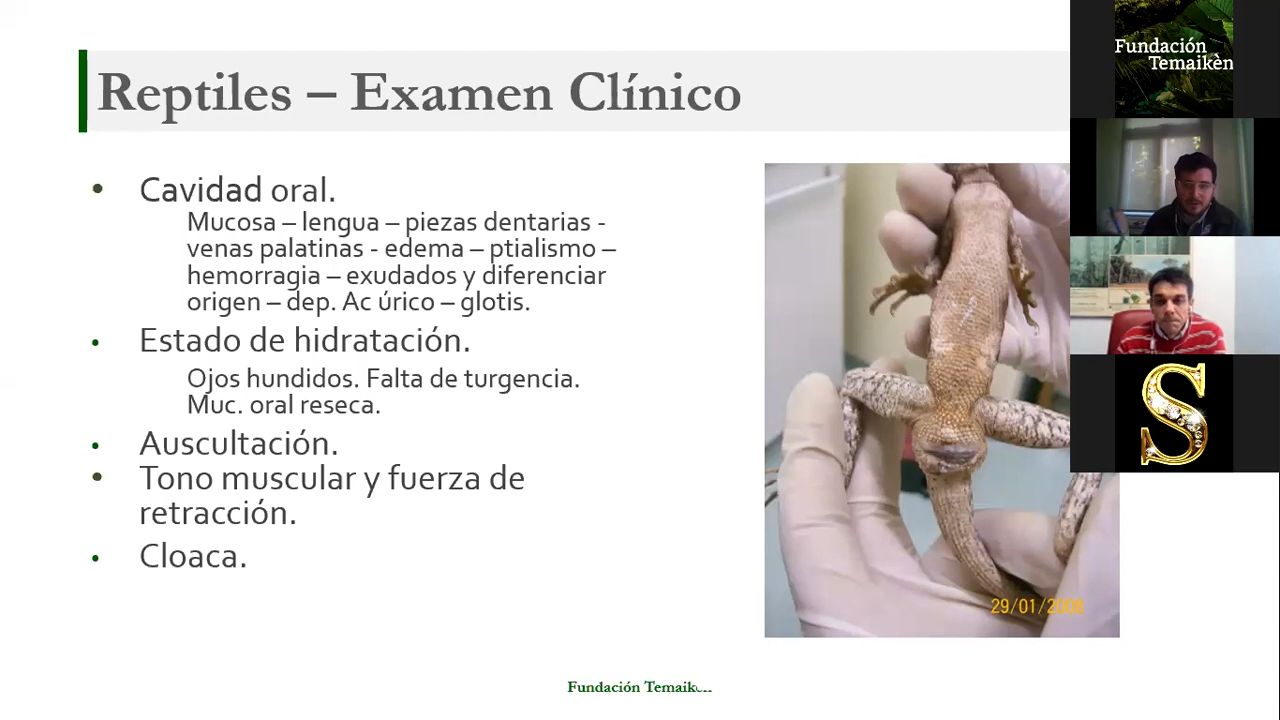 Reptiles – Examen Clínico
• Cavidad oral.
Mucosa – lengua – piezas dentarias -
venas palatinas - edema – ptialismo –
hemorragia – exudados y diferenciar
origen – dep. Ac úrico – glotis.
• Estado de hidratación.
Ojos hundidos. Falta de turgencia.
Muc. oral reseca.
• Auscultación.
• Tono muscular y fuerza de
retracción.
• Cloaca.
29/01/2008
Fundación
Temaikèn
S
Fundación